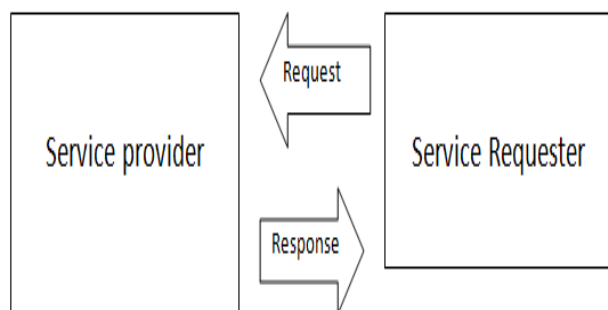 Request
Service provider
Service Requester
Response